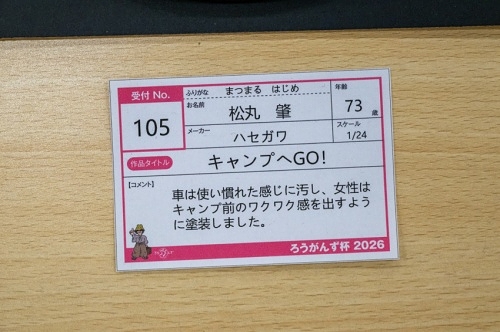 受付 No.
105
ふりがな
まつまる はじめ
お名前
松丸 肇
年齢
73 歳
メーカー
ハセガワ
スケール
1/24
作品タイトル
キャンプへGO!
【コメント】
車は使い慣れた感じに汚し、女性は
キャンプ前のワクワク感を出すよう
に塗装しました。
ろうがんず杯 2026